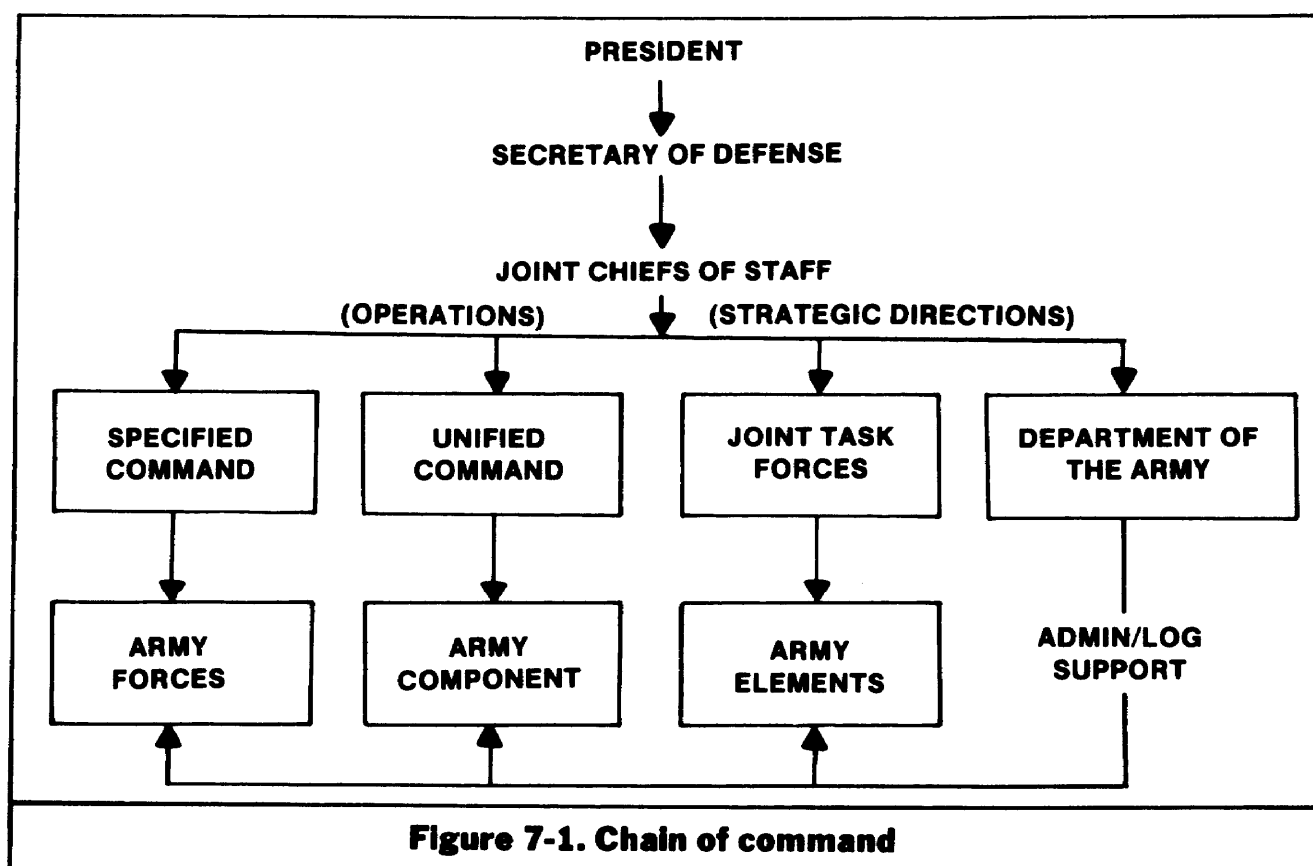 PRESIDENT
SECRETARY OF DEFENSE
JOINT CHIEFS OF STAFF
(OPERATIONS)
(STRATEGIC DIRECTIONS)
SPECIFIED
COMMAND
UNIFIED
COMMAND
JOINT TASK
FORCES
DEPARTMENT OF
THE ARMY
ARMY
FORCES
ARMY
COMPONENT
ARMY
ELEMENTS
ADMIN/LOG
SUPPORT
Figure 7-1. Chain of command